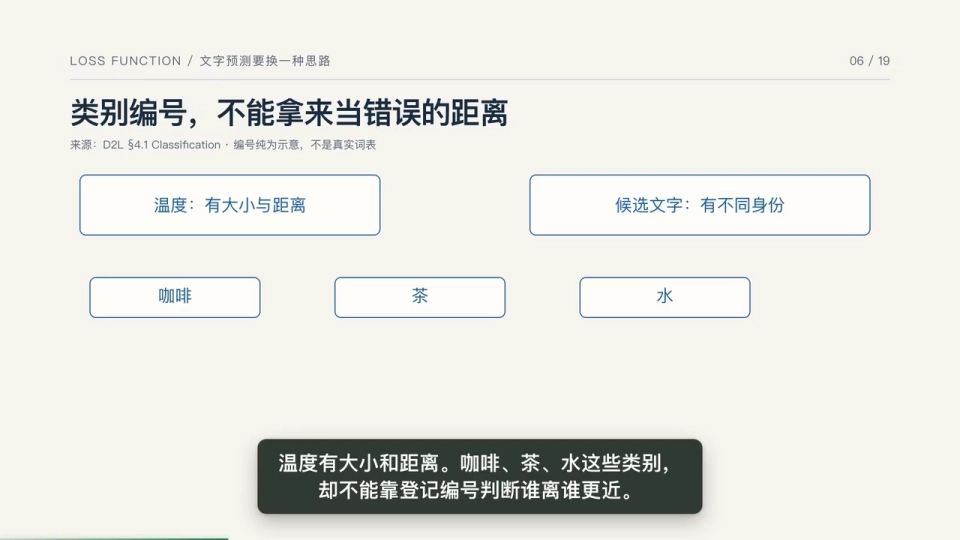 LOSS FUNCTION / 文字预测要换一种思路
06 / 19
类别编号，不能拿来当错误的距离
来源：D2L §4.1 Classification · 编号纯为示意，不是真实词表
温度：有大小与距离
候选文字：有不同身份
咖啡
茶
水
温度有大小和距离。咖啡、茶、水这些类别，
却不能靠登记编号判断谁离谁更近。